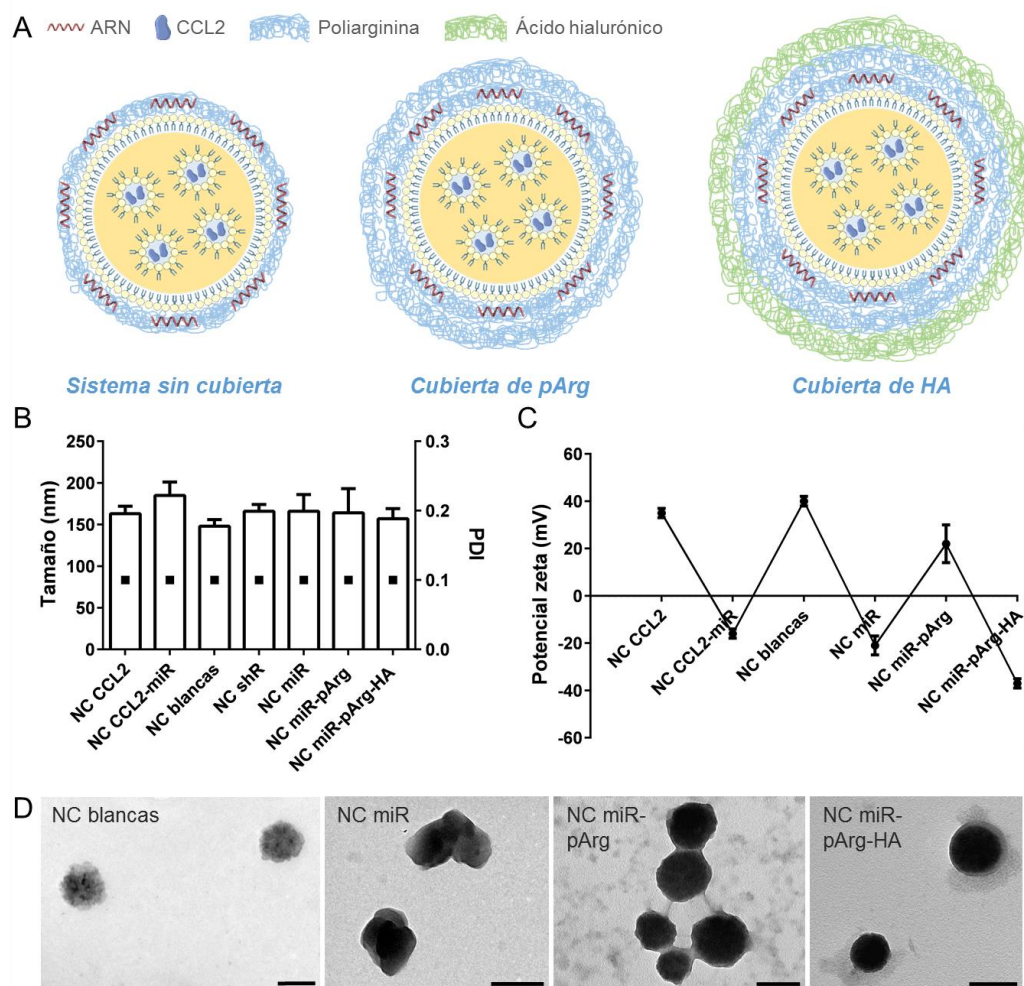 A
ARN
CCL2
Poliarginina
Ácido hialurónico
Sistema sin cubierta
Cubierta de pArg
Cubierta de HA
B
250
200
150
100
50
0
Tamaño (nm)
0.3
0.2
0.1
0.0
PDI
NC CCL2
NC CCL2-miR
NC blancas
NC shR
NC miR
NC miR-pArg
NC miR-pArg-HA
C
60
40
20
0
-20
-40
-60
Potencial zeta (mV)
NC CCL2
NC CCL2-miR
NC blancas
NC miR
NC miR-pArg
NC miR-pArg-HA
D
NC blancas
NC miR
NC miR-
pArg
NC miR-
pArg-HA